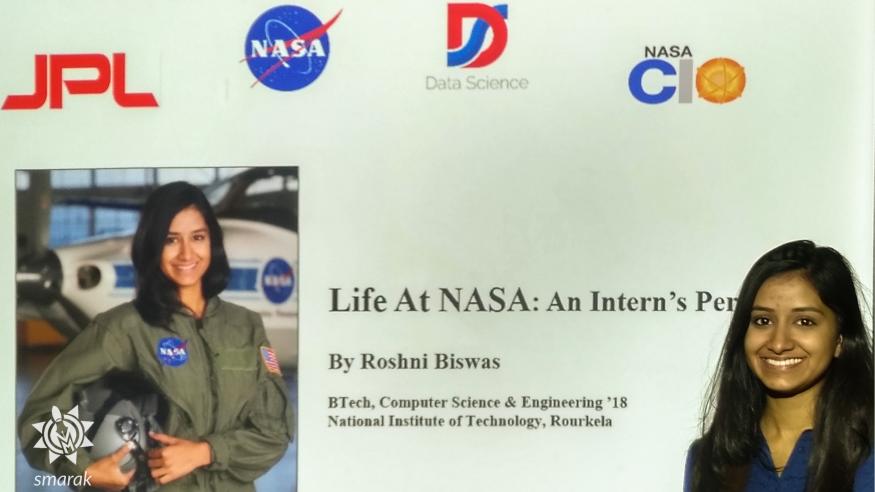 JPL
NASA
DS
Data Science
NASA
CIO
NASA
NASA
Life At NASA: An Intern's Per
By Roshni Biswas
BTech, Computer Science & Engineering '18
National Institute of Technology, Rourkela
smarak